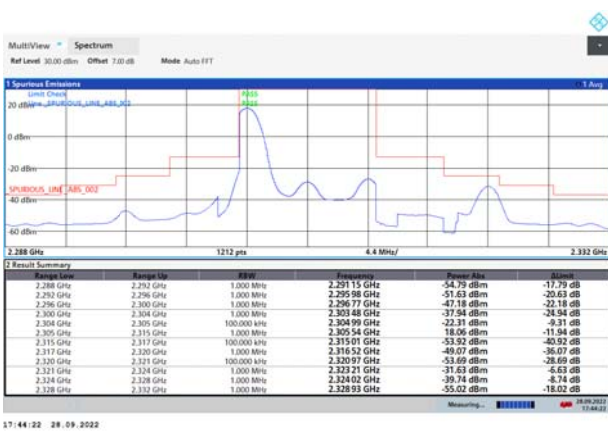 MultiView Spectrum
Ref Level 30.00 dBm Offset 7.00 dB Mode Auto FFT
1 Spurious Emissions 1 Avg
Limit Check PASS
20 dBm Line _SPURIOUS_LINE_ABS_002 PASS
0 dBm
-20 dBm
SPURIOUS_LINE_ABS_002
-40 dBm
-60 dBm
2.288 GHz 1212 pts 4.4 MHz/ 2.332 GHz
2 Result Summary
Range Low Range Up RBW Frequency Power Abs ΔLimit
2.288 GHz 2.292 GHz 1.000 MHz 2.291 15 GHz -54.79 dBm -17.79 dB
2.292 GHz 2.296 GHz 1.000 MHz 2.295 98 GHz -51.63 dBm -20.63 dB
2.296 GHz 2.300 GHz 1.000 MHz 2.296 77 GHz -47.18 dBm -22.18 dB
2.300 GHz 2.304 GHz 1.000 MHz 2.303 48 GHz -37.94 dBm -24.94 dB
2.304 GHz 2.305 GHz 100.000 kHz 2.304 99 GHz -22.31 dBm -9.31 dB
2.305 GHz 2.315 GHz 1.000 MHz 2.305 54 GHz 18.06 dBm -11.94 dB
2.315 GHz 2.317 GHz 100.000 kHz 2.315 01 GHz -53.92 dBm -40.92 dB
2.317 GHz 2.320 GHz 1.000 MHz 2.316 52 GHz -49.07 dBm -36.07 dB
2.320 GHz 2.321 GHz 100.000 kHz 2.320 97 GHz -53.69 dBm -28.69 dB
2.321 GHz 2.324 GHz 1.000 MHz 2.323 21 GHz -31.63 dBm -6.63 dB
2.324 GHz 2.328 GHz 1.000 MHz 2.324 02 GHz -39.74 dBm -8.74 dB
2.328 GHz 2.332 GHz 1.000 MHz 2.328 93 GHz -55.02 dBm -18.02 dB
Measuring... 28.09.2022
17:44:22
17:44:22 28.09.2022